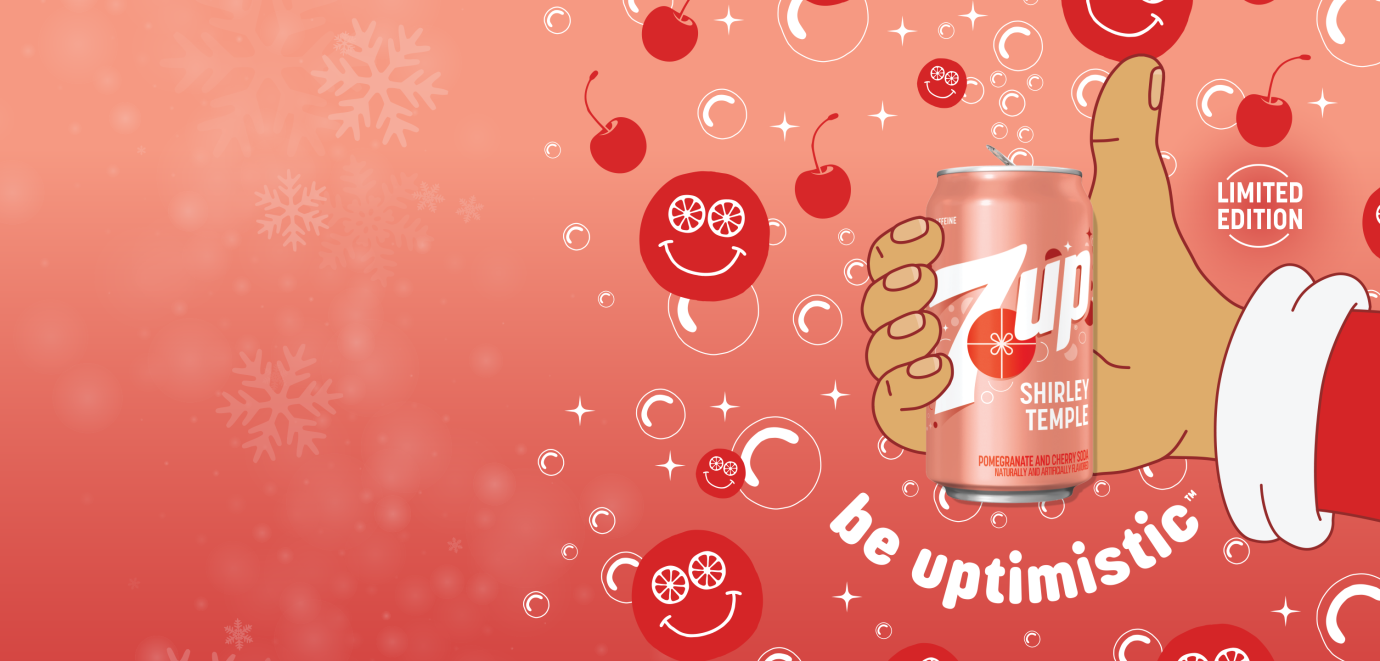 LIMITED
EDITION
7up
SHIRLEY
TEMPLE
POMEGRANATE AND CHERRY SODA
NATURALLY AND ARTIFICIALLY FLAVORED
be uptimistic™